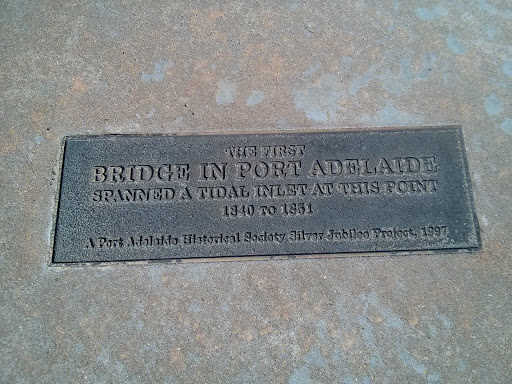 THE FIRST
BRIDGE IN PORT ADELAIDE
SPANNED A TIDAL INLET AT THIS POINT
1840 TO 1851
A Port Adelaide Historical Society Silver Jubilee Project, 1997